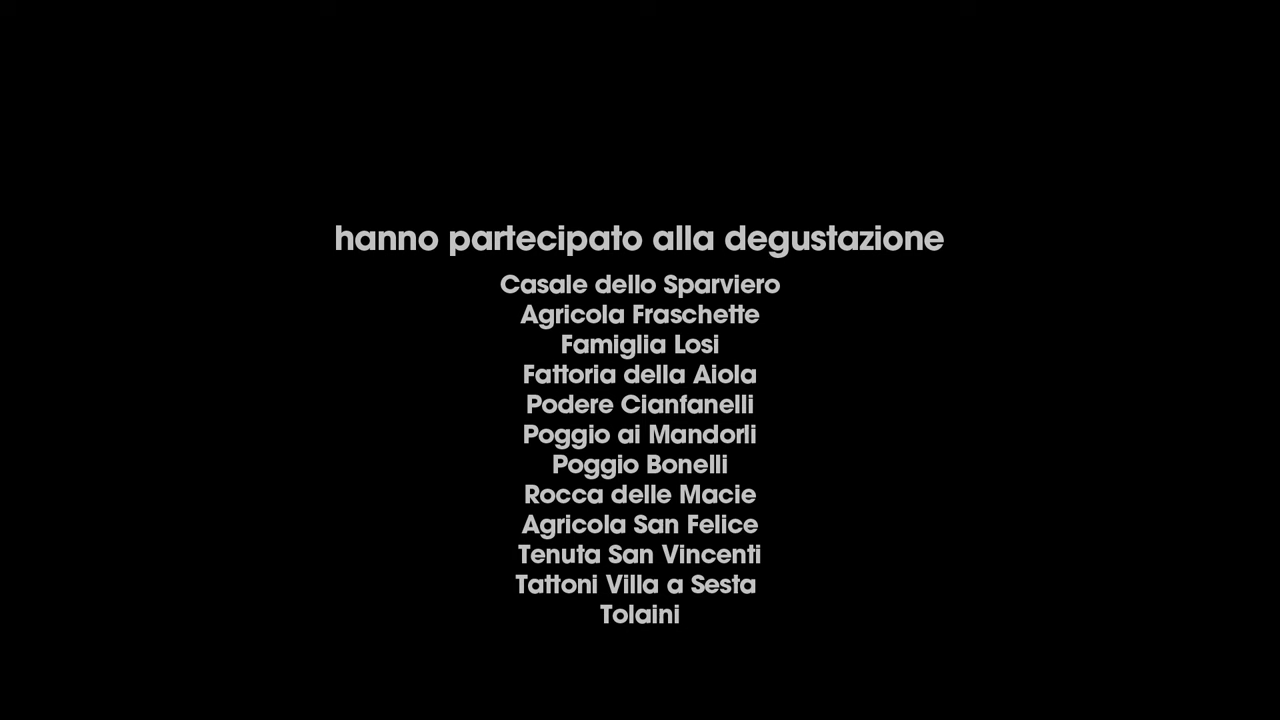 hanno partecipato alla degustazione
Casale dello Sparviero
Agricola Fraschette
Famiglia Losi
Fattoria della Aiola
Podere Cianfanelli
Poggio ai Mandorli
Poggio Bonelli
Rocca delle Macie
Agricola San Felice
Tenuta San Vincenti
Tattoni Villa a Sesta
Tolaini